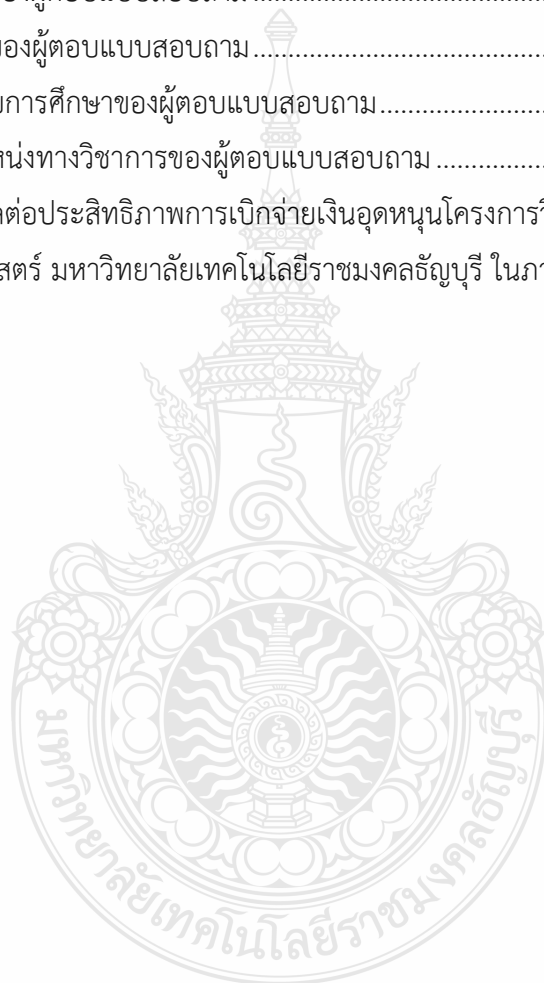 ของผู้ตอบแบบสอบถาม
การศึกษาของผู้ตอบแบบสอบถาม
หน่งทางวิชาการของผู้ตอบแบบสอบถาม
ต่อประสิทธิภาพการเบิกจ่ายเงินอุดหนุนโครงการวิ
สตร์ มหาวิทยาลัยเทคโนโลยีราชมงคลธัญบุรี ในภา
มหาวิทยาลัยเทคโนโลยีราชมงคลธัญบุรี